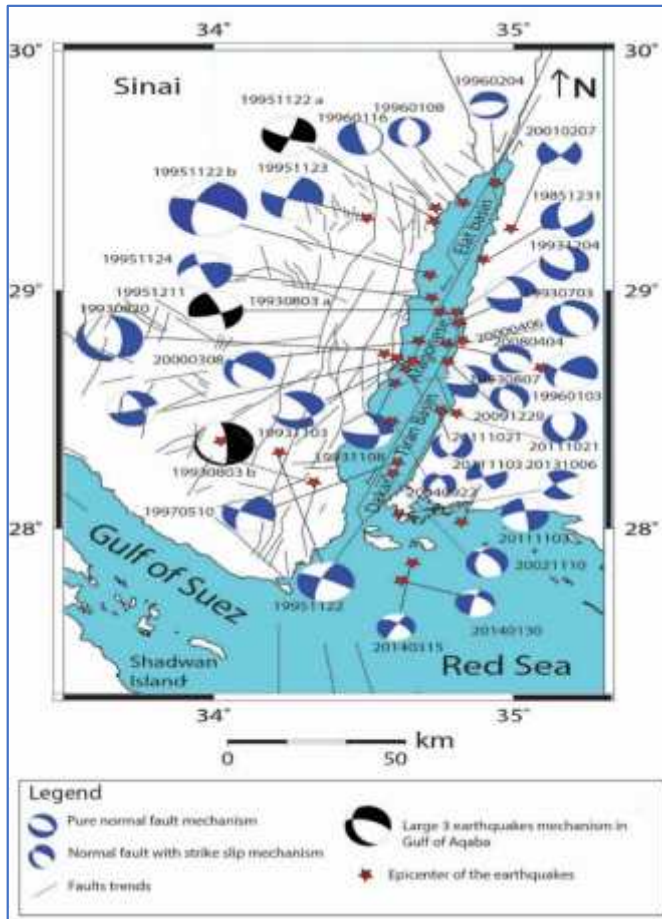 34˚
35˚
30˚
30˚
Sinai
↑N
19960204
19951122 a
19960108
19960116
20010207
19951122 b
19951123
19851231
Elat basin
19931204
19951124
29˚
29˚
19951211
19930803 a
19930703
19930820
20000406
20080404
20000308
19930807
19960103
20091229
19931103
Tiran Basin
19931108
20111021
20111021
19930803 b
20111103
20131006
19970510
28˚
28˚
20111103
20021110
Gulf of Suez
19951122
20140130
20140315
Shadwan
Island
Red Sea
34˚
35˚
km
0
50
Legend
Pure normal fault mechanism
Normal fault with strike slip mechanism
Faults trends
Large 3 earthquakes mechanism in
Gulf of Aqaba
Epicenter of the earthquakes